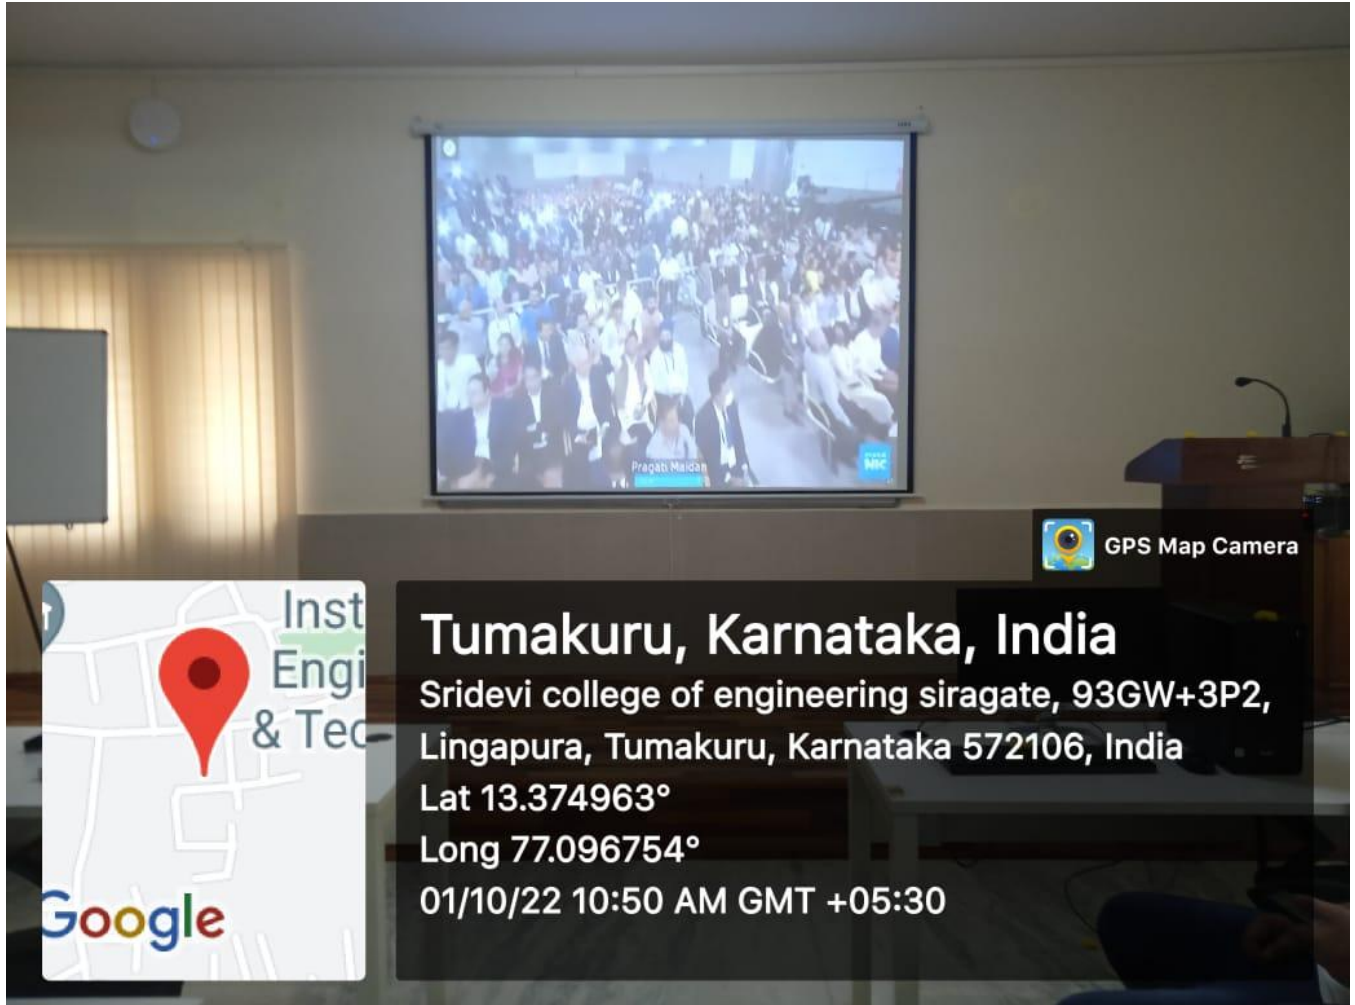 Pragati Maidan
NIC
GPS Map Camera
Inst
Engi
& Tec
Google
Tumakuru, Karnataka, India
Sridevi college of engineering siragate, 93GW+3P2,
Lingapura, Tumakuru, Karnataka 572106, India
Lat 13.374963°
Long 77.096754°
01/10/22 10:50 AM GMT +05:30